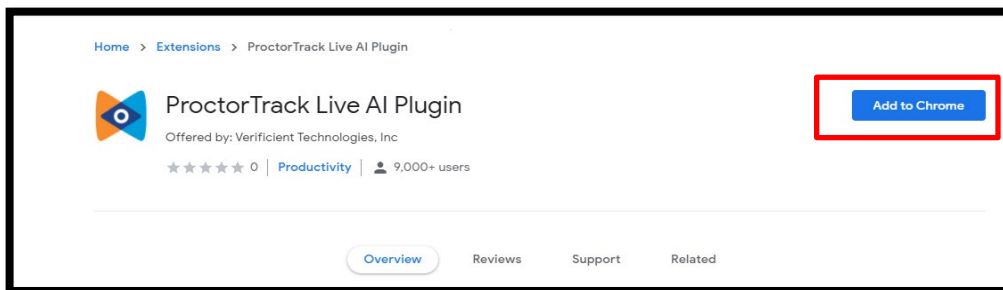 Home > Extensions > ProctorTrack Live AI Plugin
ProctorTrack Live AI Plugin
Add to Chrome
Offered by: Verificient Technologies, Inc
0 | Productivity | 9,000+ users
Overview Reviews Support Related